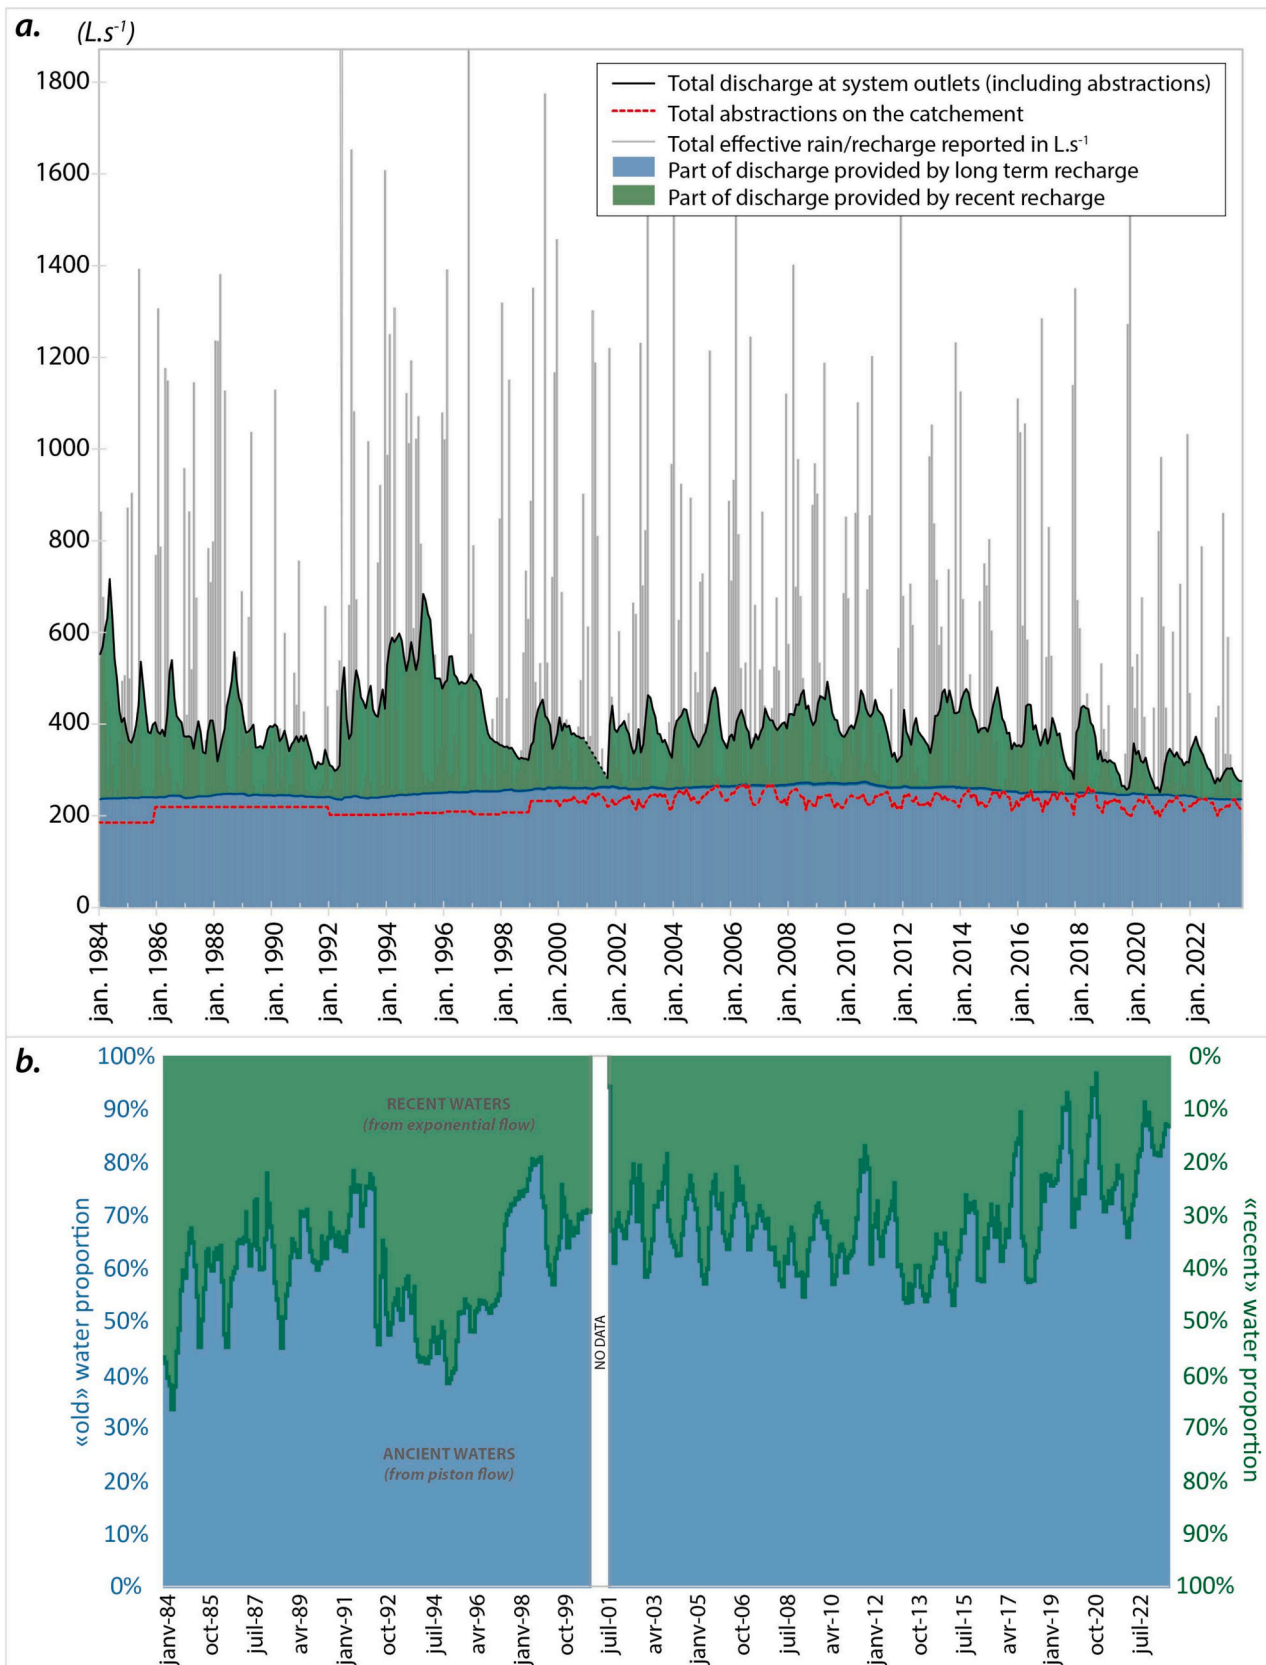 a.
(L.s-1)
1800
1600
1400
1200
1000
800
600
400
200
0
Total discharge at system outlets (including abstractions)
Total abstractions on the catchement
Total effective rain/recharge reported in L.s-1
Part of discharge provided by long term recharge
Part of discharge provided by recent recharge
jan. 1984
jan. 1986
jan. 1988
jan. 1990
jan. 1992
jan. 1994
jan. 1996
jan. 1998
jan. 2000
jan. 2002
jan. 2004
jan. 2006
jan. 2008
jan. 2010
jan. 2012
jan. 2014
jan. 2016
jan. 2018
jan. 2020
jan. 2022
b.
«old» water proportion
100%
90%
80%
70%
60%
50%
40%
30%
20%
10%
0%
RECENT WATERS
(from exponential flow)
ANCIENT WATERS
(from piston flow)
NO DATA
0%
10%
20%
30%
40%
50%
60%
70%
80%
90%
100%
«recent» water proportion
janv-84
oct-85
juil-87
avr-89
janv-91
oct-92
juil-94
avr-96
janv-98
oct-99
juil-01
avr-03
janv-05
oct-06
juil-08
avr-10
janv-12
oct-13
juil-15
avr-17
janv-19
oct-20
juil-22